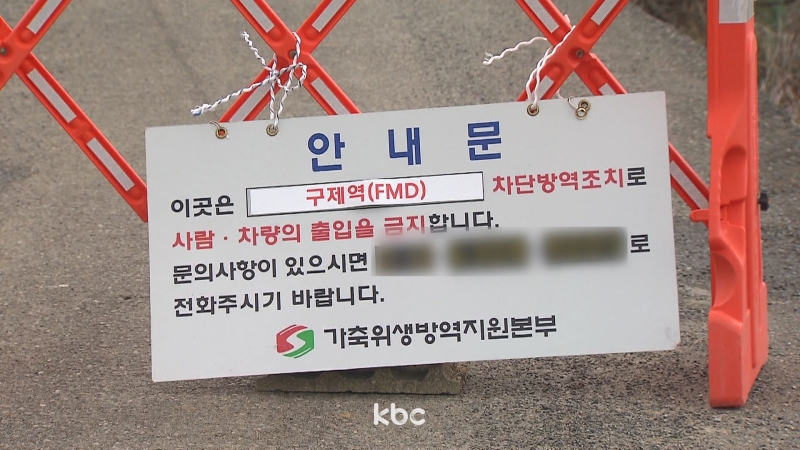 안내문
이곳은 구제역(FMD) 차단방역조치로
사람·차량의 출입을 금지합니다.
문의사항이 있으시면 로
전화주시기 바랍니다.
가축위생방역지원본부
kbc